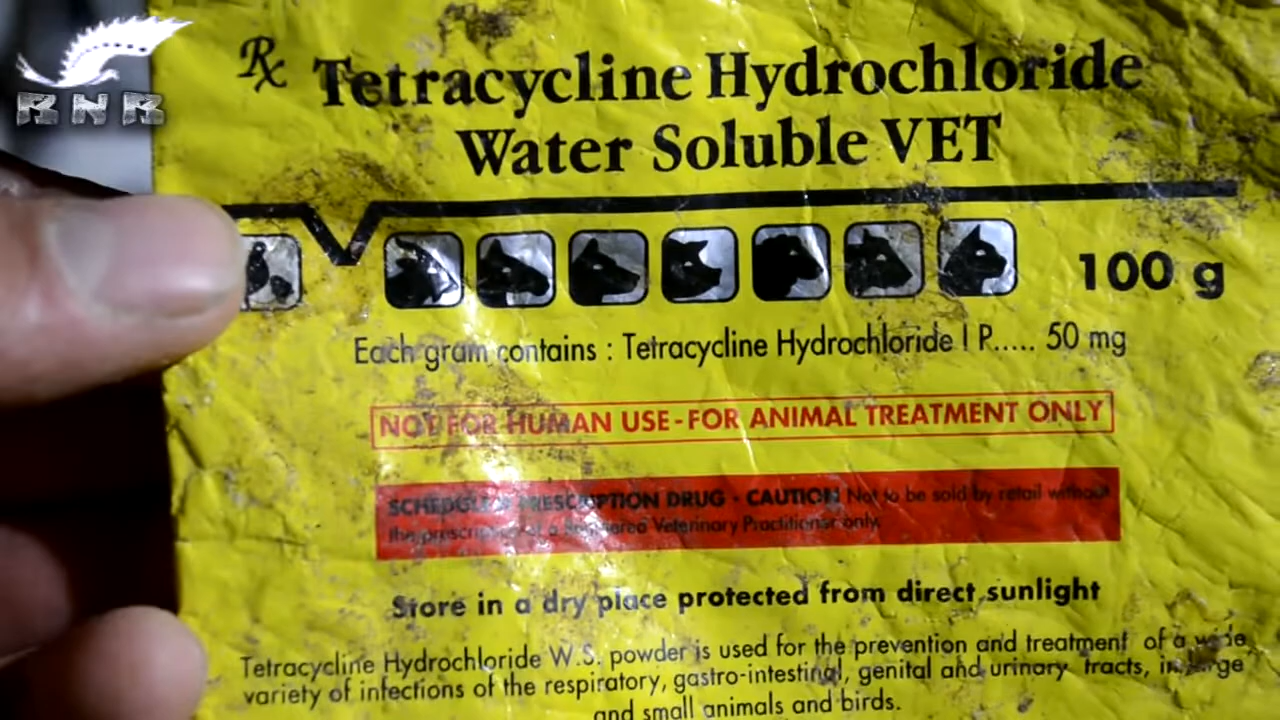 RNR
Rx Tetracycline Hydrochloride
Water Soluble VET
100 g
Each gram contains : Tetracycline Hydrochloride I P..... 50 mg
NOT FOR HUMAN USE - FOR ANIMAL TREATMENT ONLY
PRESCRIPTION DRUG - CAUTION Not to be sold by retail without
the prescription of a Registered Veterinary Practitioner only.
Store in a dry place protected from direct sunlight
Tetracycline Hydrochloride W.S. powder is used for the prevention and treatment of a wide
variety of infections of the respiratory, gastro-intestinal, genital and urinary tracts, in large
and small animals and birds.